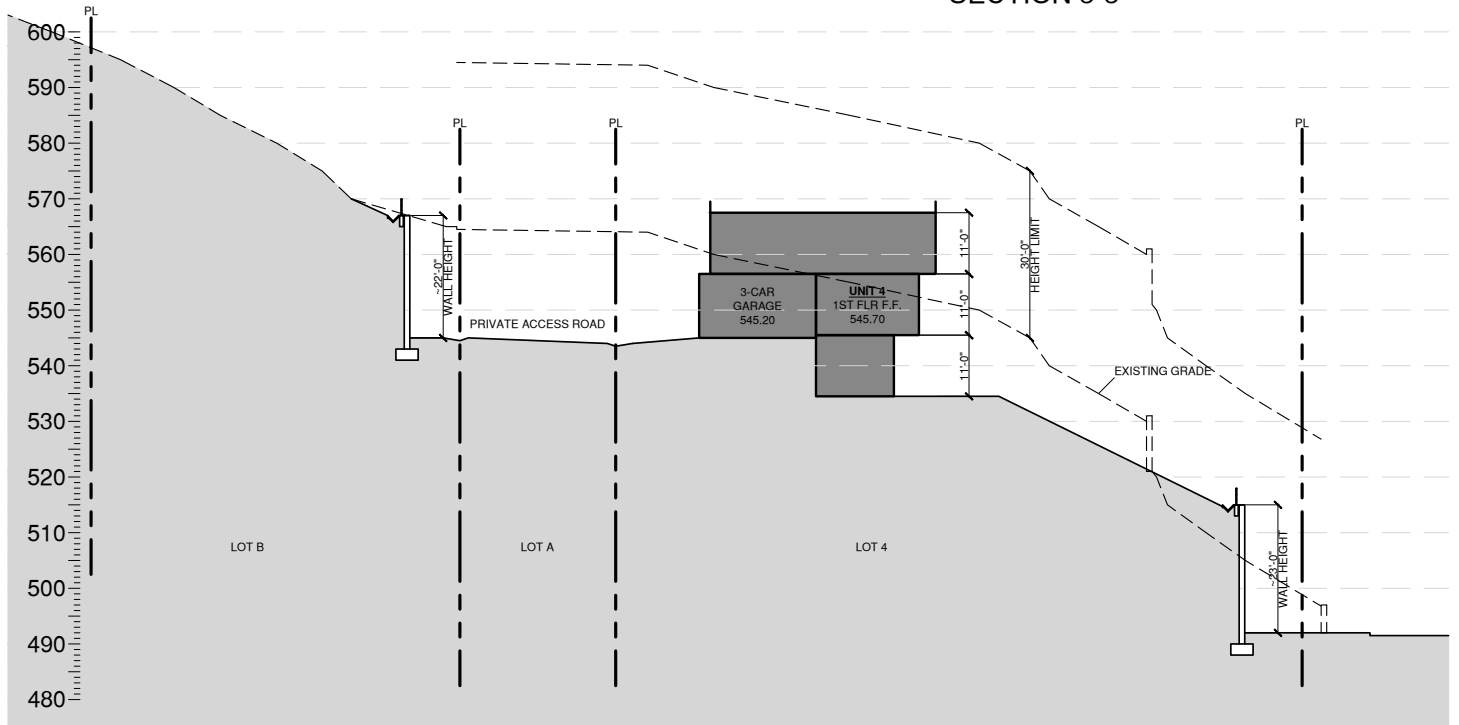 PL
600
590
580
570
560
550
540
530
520
510
500
490
480
PL
PL
PL
~22'-0"
WALL HEIGHT
PRIVATE ACCESS ROAD
3-CAR
GARAGE
545.20
UNIT 4
1ST FLR F.F.
545.70
11'-0"
11'-0"
11'-0"
30'-0"
HEIGHT LIMIT
EXISTING GRADE
~23'-0"
WALL HEIGHT
LOT B
LOT A
LOT 4